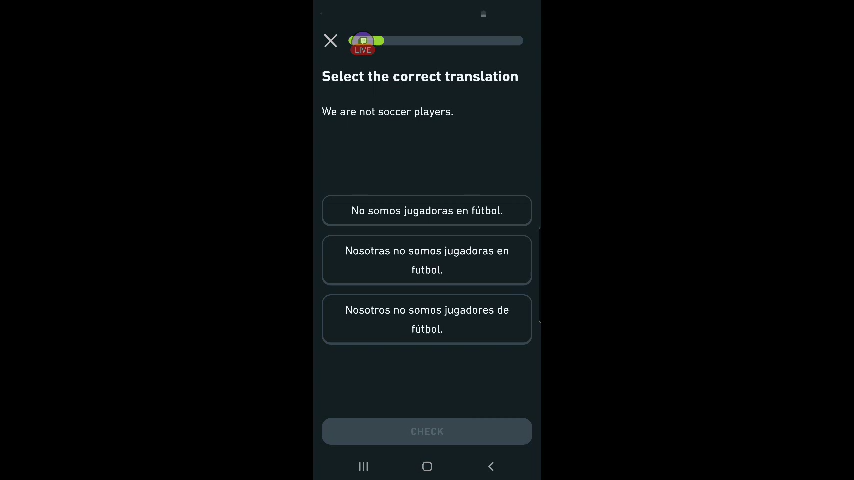 LIVE
Select the correct translation
We are not soccer players.
No somos jugadoras en fútbol.
Nosotras no somos jugadoras en
fútbol.
Nosotros no somos jugadores de
fútbol.
CHECK